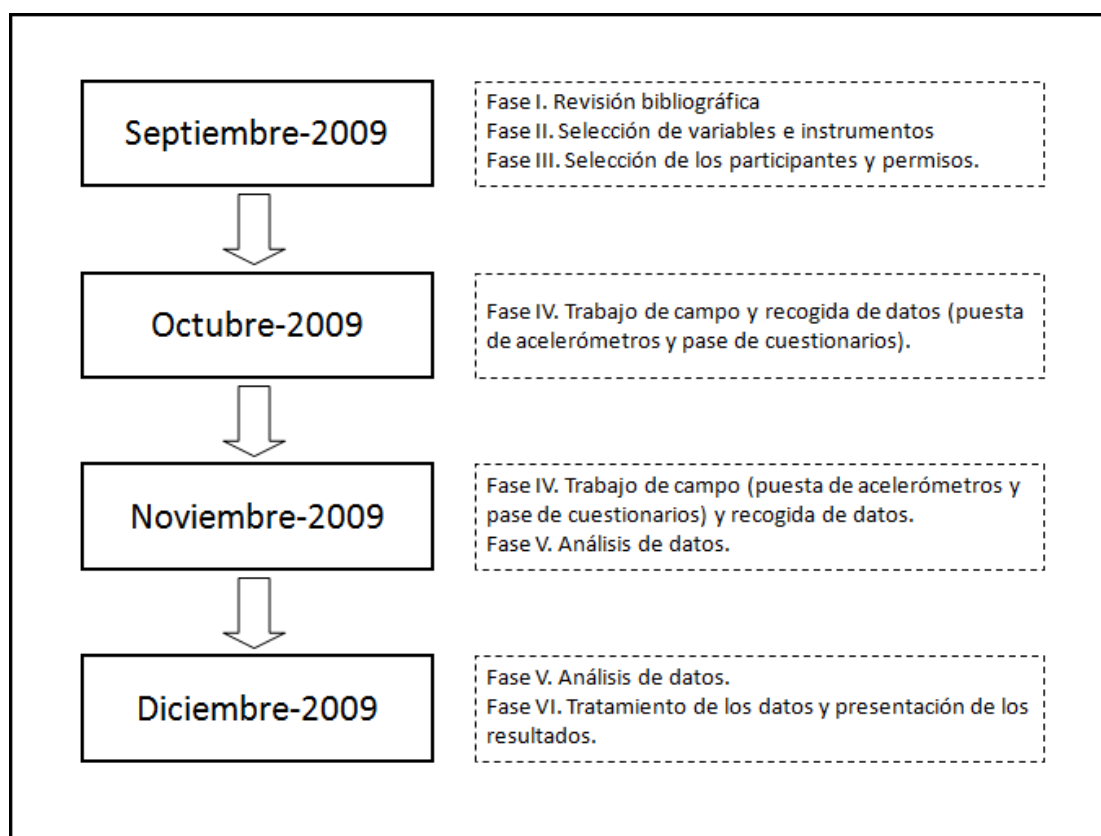 Septiembre-2009
Fase I. Revisión bibliográfica
Fase II. Selección de variables e instrumentos
Fase III. Selección de los participantes y permisos.
Octubre-2009
Fase IV. Trabajo de campo y recogida de datos (puesta
de acelerómetros y pase de cuestionarios).
Noviembre-2009
Fase IV. Trabajo de campo (puesta de acelerómetros y
pase de cuestionarios) y recogida de datos.
Fase V. Análisis de datos.
Diciembre-2009
Fase V. Análisis de datos.
Fase VI. Tratamiento de los datos y presentación de los
resultados.